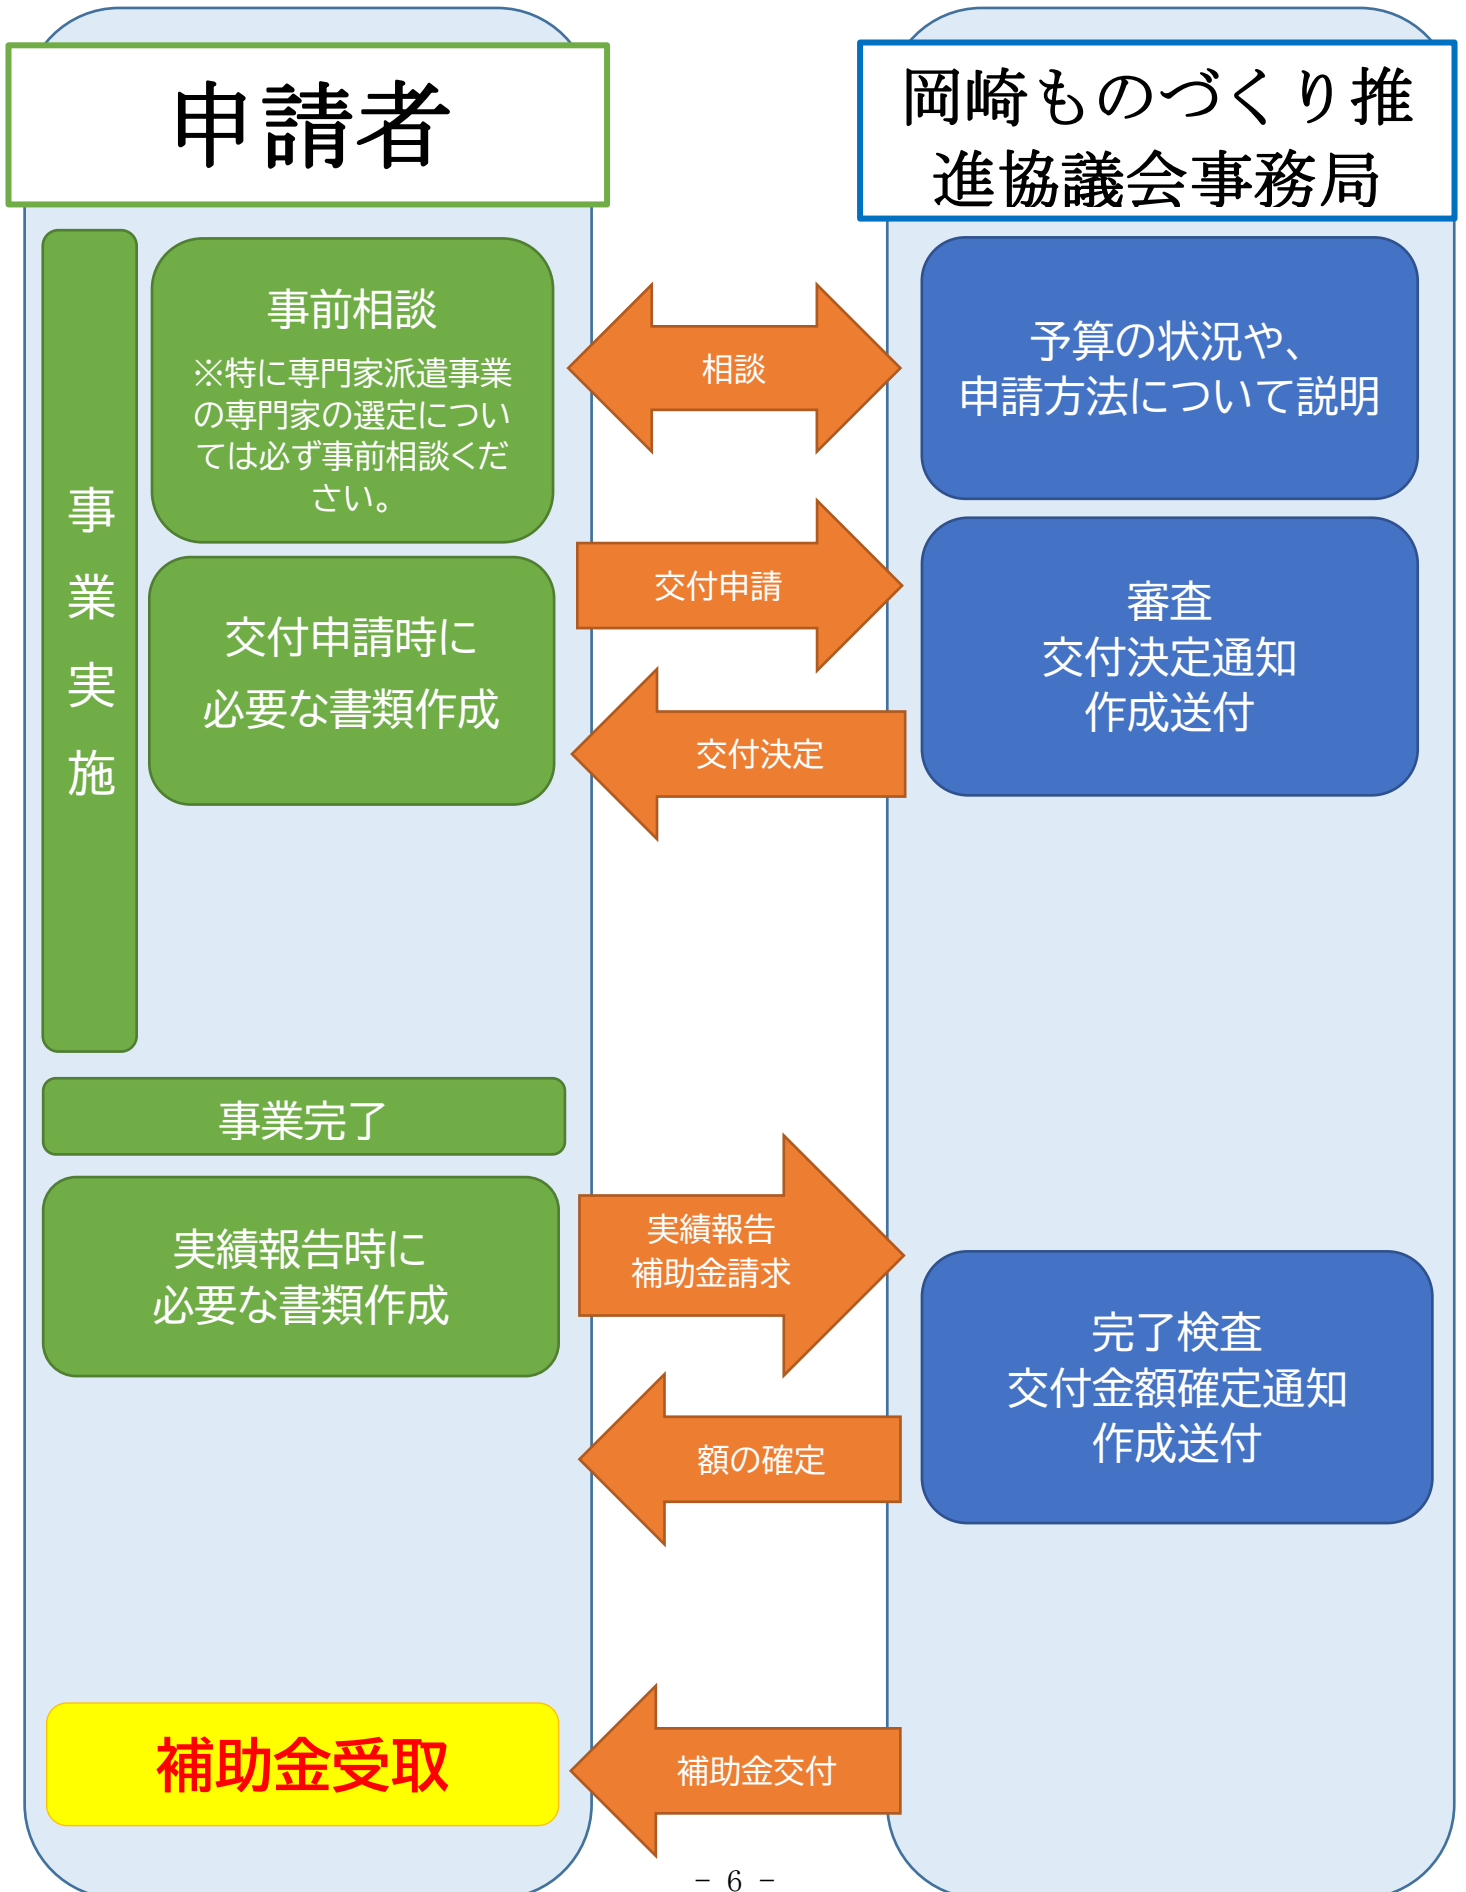 申請者
岡崎ものづくり推
進協議会事務局
事業実施
事前相談
※特に専門家派遣事業
の専門家の選定につい
ては必ず事前相談くだ
さい。
相談
予算の状況や、
申請方法について説明
交付申請時に
必要な書類作成
交付申請
交付決定
審査
交付決定通知
作成送付
事業完了
実績報告時に
必要な書類作成
実績報告
補助金請求
額の確定
完了検査
交付金額確定通知
作成送付
補助金受取
補助金交付
- 6 -